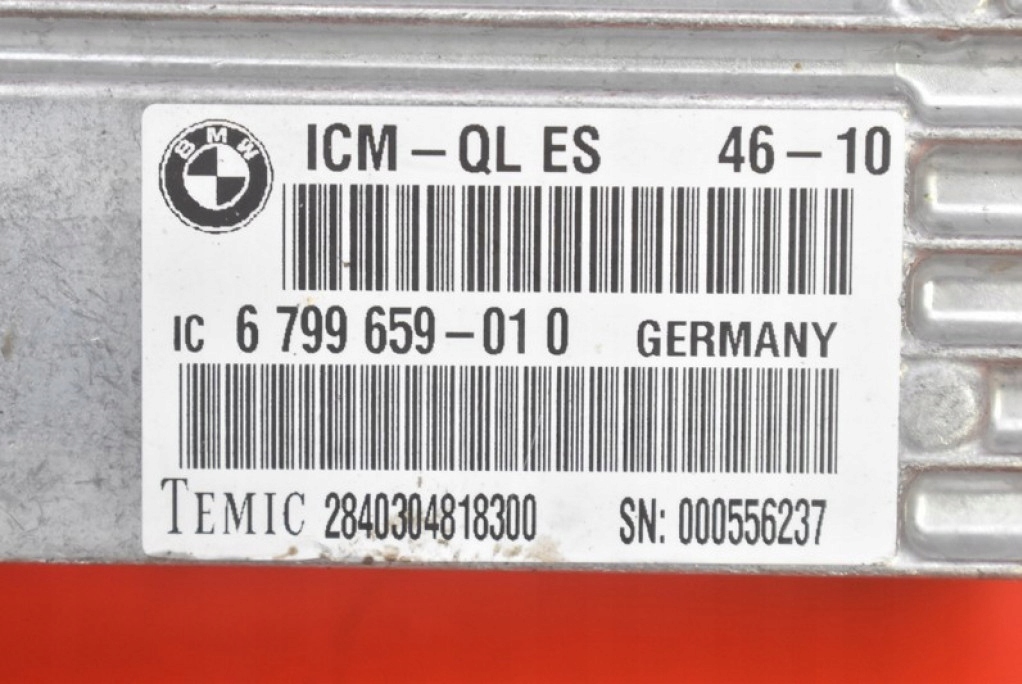 BMW
ICM – QL ES 46 – 10
IC 6 799 659 – 01 0 GERMANY
TEMIC 2840304818300 SN: 000556237